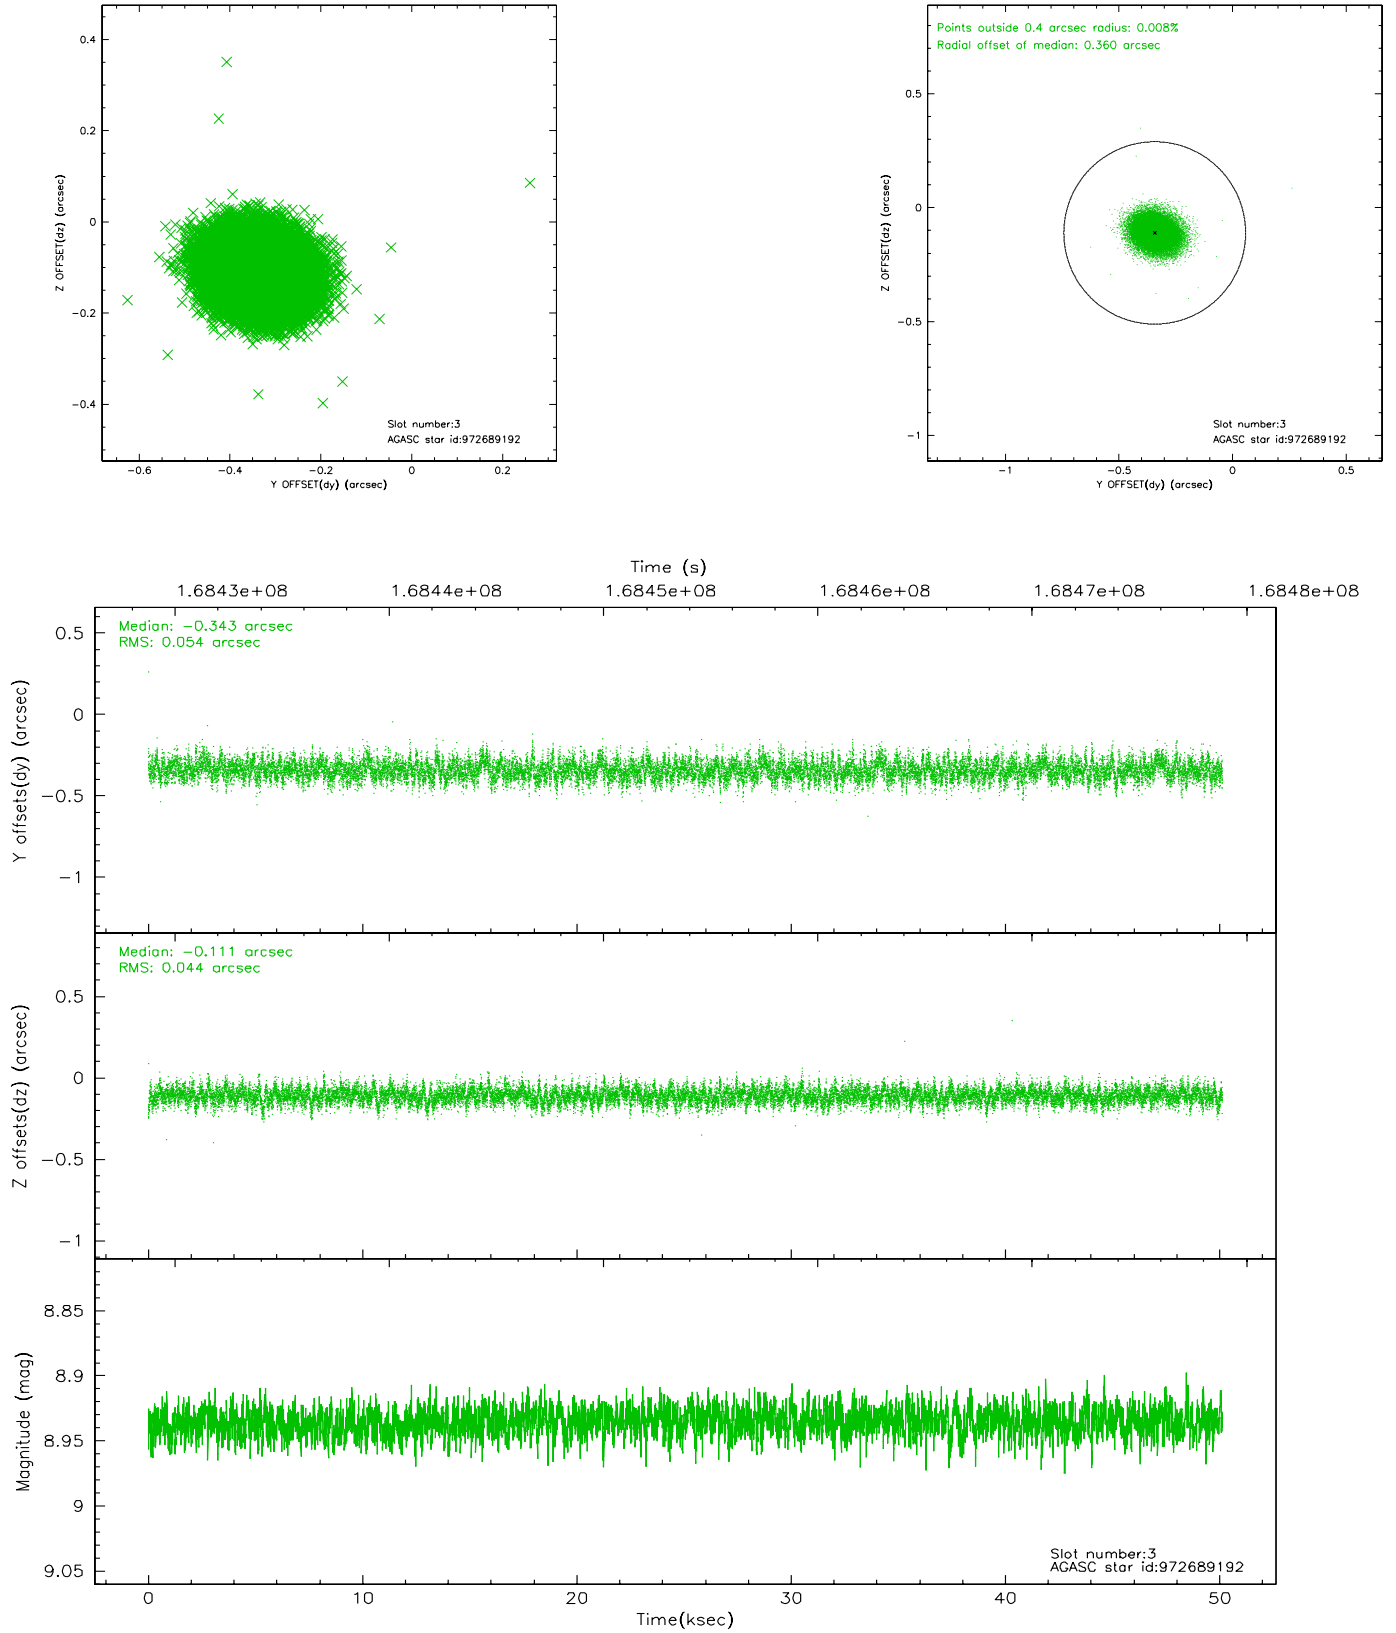 0.4
0.2
0
−0.2
−0.4
Z OFFSET(dz) (arcsec)
Slot number:3
AGASC star id:972689192
−0.6 −0.4 −0.2 0 0.2
Y OFFSET(dy) (arcsec)
Points outside 0.4 arcsec radius: 0.008%
Radial offset of median: 0.360 arcsec
0.5
0
−0.5
−1
Z OFFSET(dz) (arcsec)
Slot number:3
AGASC star id:972689192
−1 −0.5 0 0.5
Y OFFSET(dy) (arcsec)
Time (s)
1.6843e+08 1.6844e+08 1.6845e+08 1.6846e+08 1.6847e+08 1.6848e+08
Median: −0.343 arcsec
RMS: 0.054 arcsec
0.5
0
−0.5
−1
Y offsets(dy) (arcsec)
Median: −0.111 arcsec
RMS: 0.044 arcsec
0.5
0
−0.5
−1
Z offsets(dz) (arcsec)
8.85
8.9
8.95
9
9.05
Magnitude (mag)
Slot number:3
AGASC star id:972689192
0 10 20 30 40 50
Time(ksec)